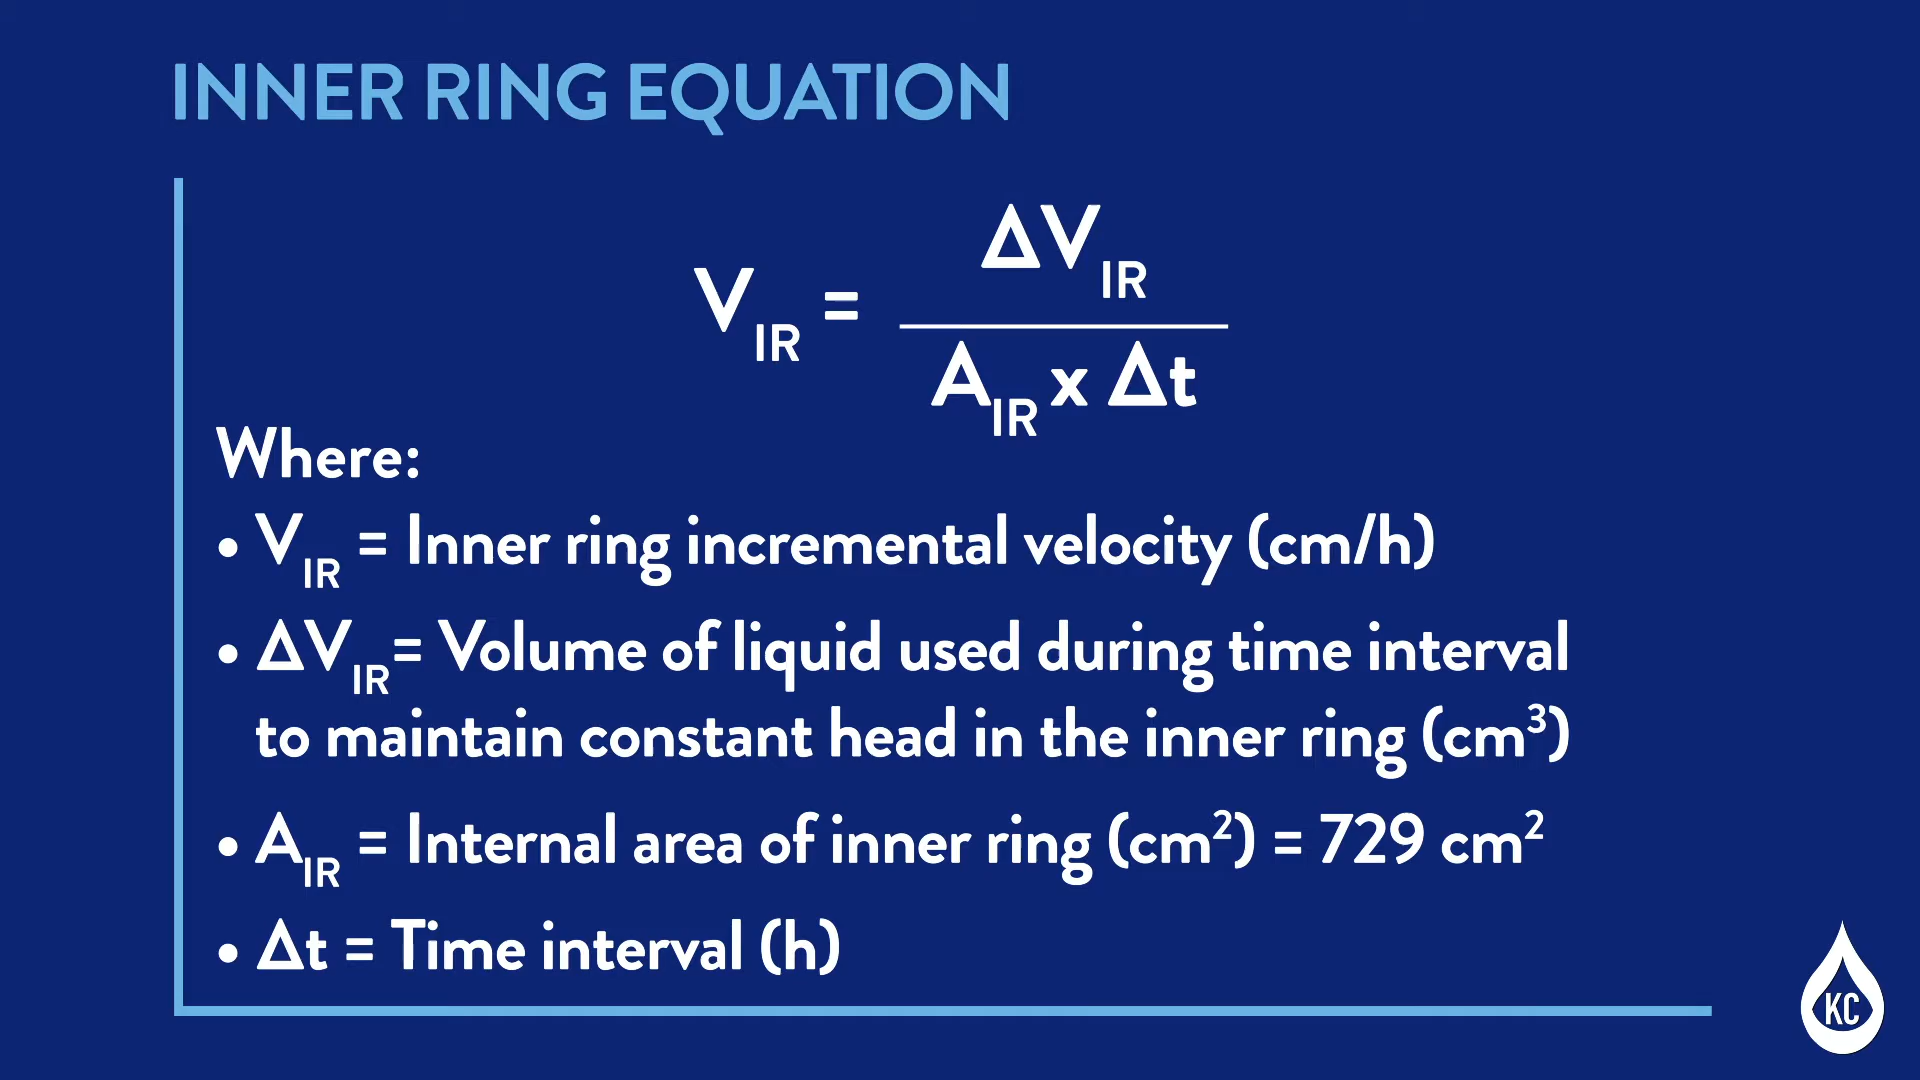 INNER RING EQUATION
V_IR = ΔV_IR / (A_IR x Δt)
Where:
• V_IR = Inner ring incremental velocity (cm/h)
• ΔV_IR = Volume of liquid used during time interval
to maintain constant head in the inner ring (cm³)
• A_IR = Internal area of inner ring (cm²) = 729 cm²
• Δt = Time interval (h)
KC